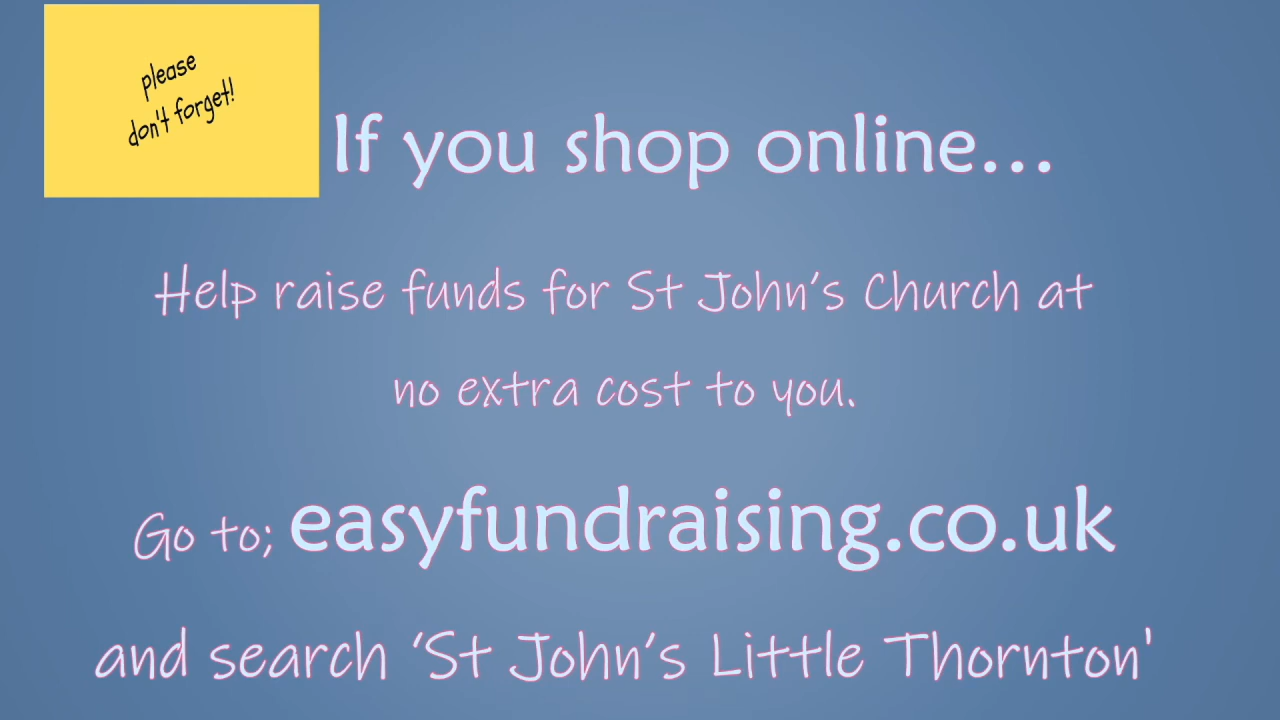 please
don't forget!
If you shop online...
Help raise funds for St John's Church at
no extra cost to you.
Go to; easyfundraising.co.uk
and search ‘St John’s Little Thornton'